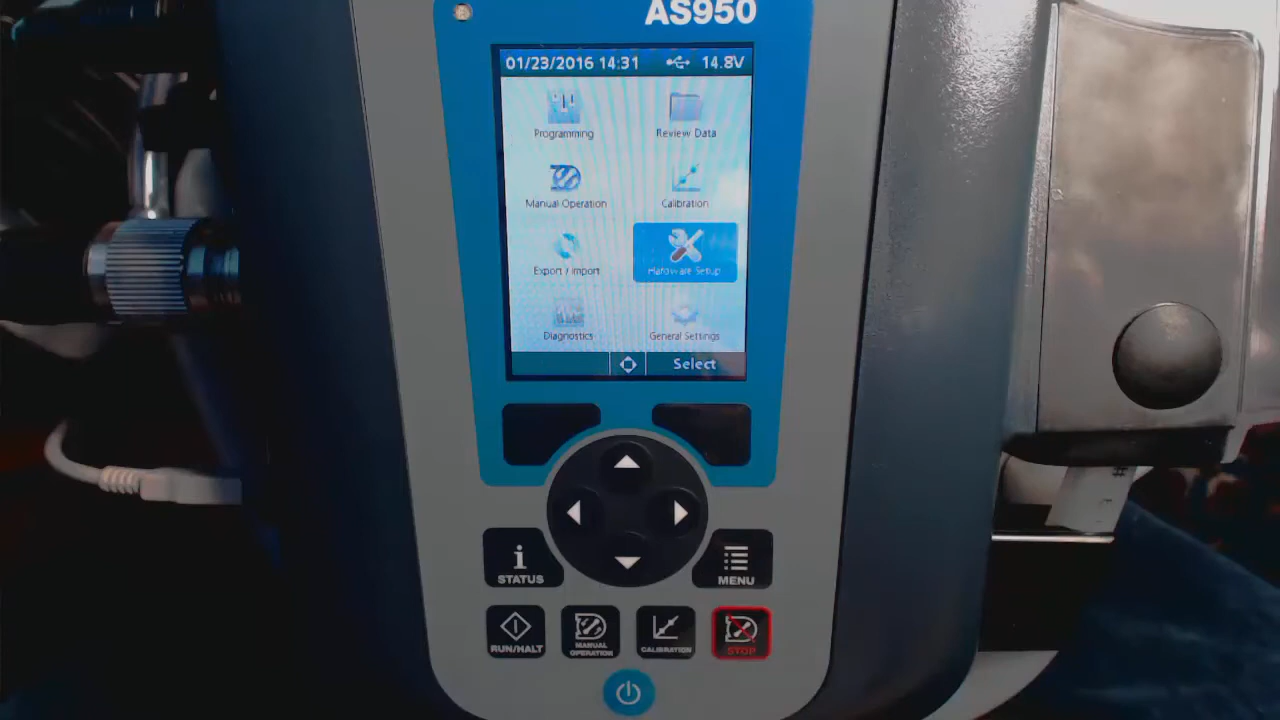 AS950
01/23/2016 14:31 14.8V
Programming
Review Data
Manual Operation
Calibration
Export / Import
Hardware Setup
Diagnostics
General Settings
Select
STATUS
MENU
RUN/HALT
MANUAL
OPERATION
CALIBRATION
STOP